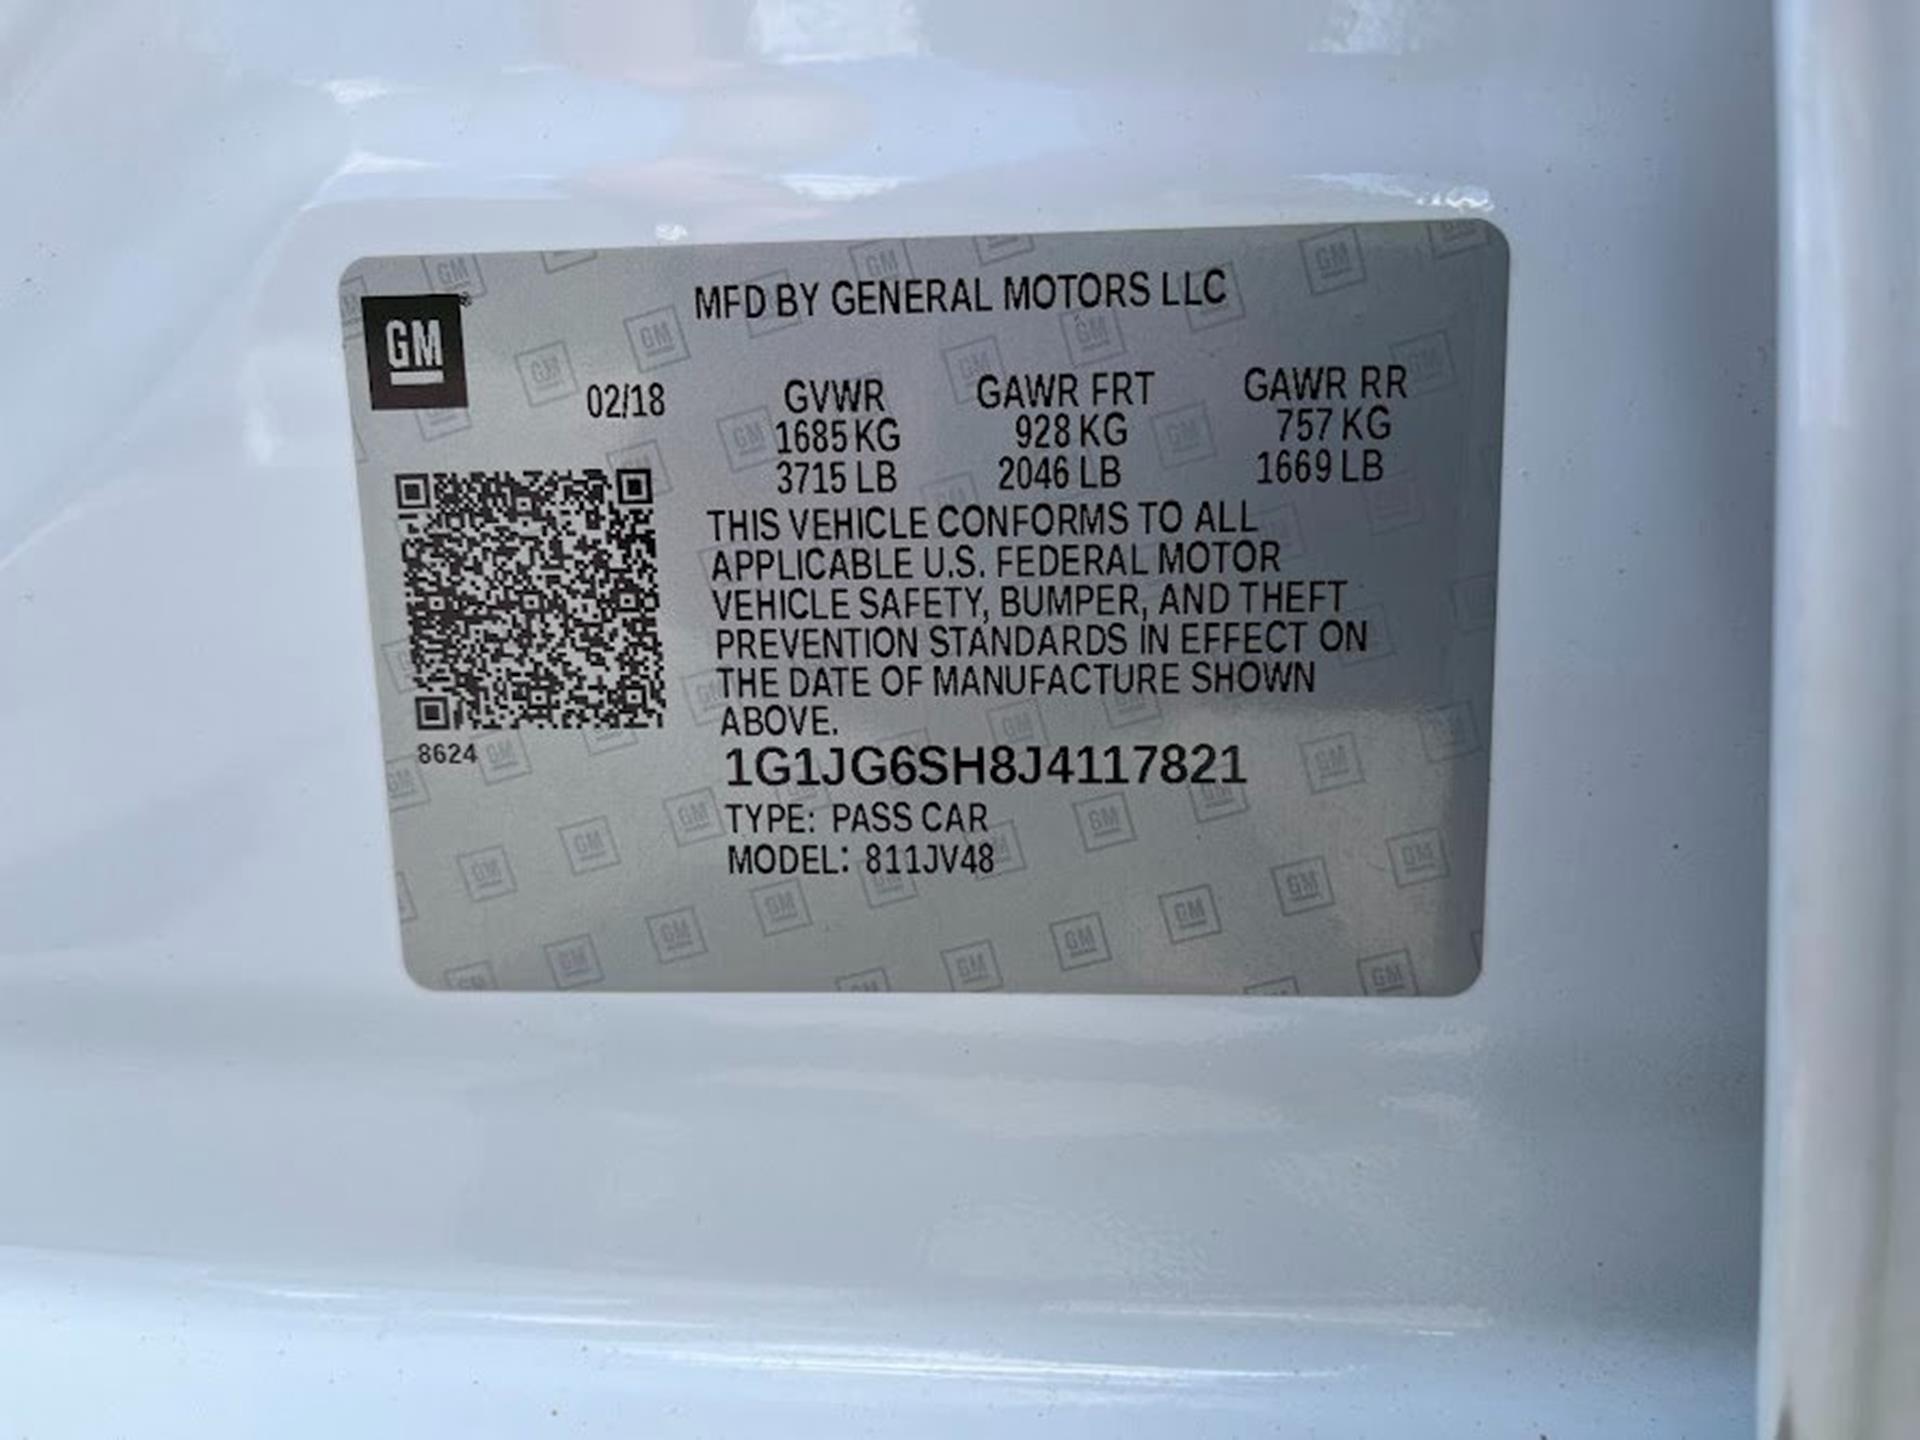 MFD BY GENERAL MOTORS LLC
GM
02/18 GVWR GAWR FRT GAWR RR
1685 KG 928 KG 757 KG
3715 LB 2046 LB 1669 LB
THIS VEHICLE CONFORMS TO ALL
APPLICABLE U.S. FEDERAL MOTOR
VEHICLE SAFETY, BUMPER, AND THEFT
PREVENTION STANDARDS IN EFFECT ON
THE DATE OF MANUFACTURE SHOWN
ABOVE.
8624
1G1JG6SH8J4117821
TYPE: PASS CAR
MODEL: 811JV48